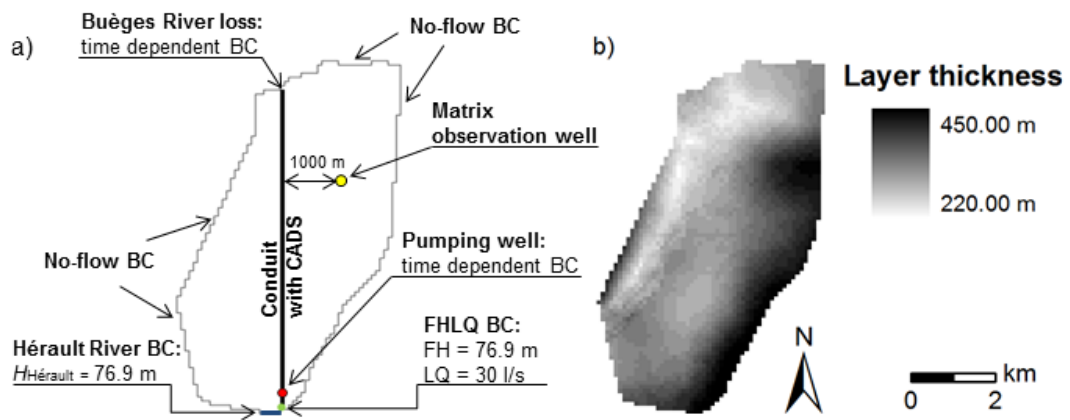 a)
Buèges River loss:
time dependent BC
No-flow BC
Matrix
observation well
1000 m
Conduit
with CADS
No-flow BC
Pumping well:
time dependent BC
Hérault River BC:
HHérault = 76.9 m
FHLQ BC:
FH = 76.9 m
LQ = 30 l/s
b)
Layer thickness
450.00 m
220.00 m
N
km
0 2